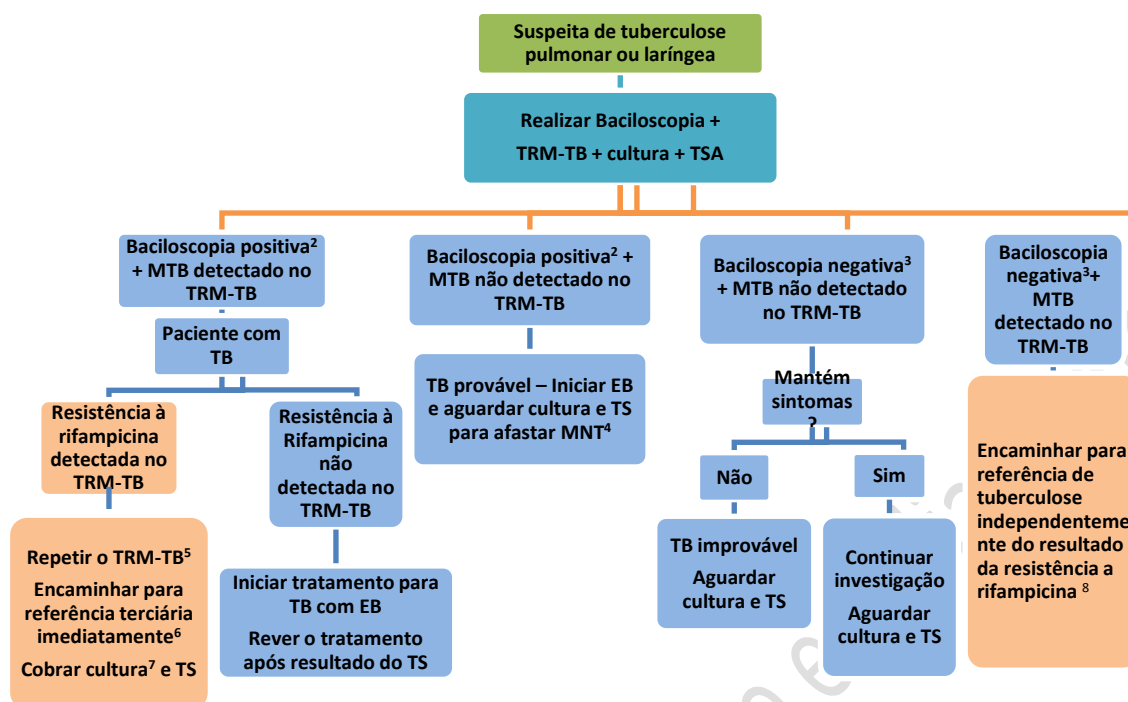 Suspeita de tuberculose
pulmonar ou laríngea
Realizar Baciloscopia +
TRM-TB + cultura + TSA
Baciloscopia positiva²
+ MTB detectado no
TRM-TB
Baciloscopia positiva² +
MTB não detectado no
TRM-TB
Baciloscopia negativa³
+ MTB não detectado
no TRM-TB
Baciloscopia
negativa³+
MTB
detectado no
TRM-TB
Paciente com
TB
TB provável – Iniciar EB
e aguardar cultura e TS
para afastar MNT⁴
Mantém
sintomas
?
Resistência à
rifampicina
detectada no
TRM-TB
Resistência à
Rifampicina
não
detectada no
TRM-TB
Não
Sim
Encaminhar para
referência de
tuberculose
independenteme
nte do resultado
da resistência a
rifampicina ⁸
Repetir o TRM-TB⁵
Encaminhar para
referência terciária
imediatamente⁶
Cobrar cultura⁷ e TS
Iniciar tratamento para
TB com EB
Rever o tratamento
após resultado do TS
TB improvável
Aguardar
cultura e TS
Continuar
investigação
Aguardar
cultura e TS